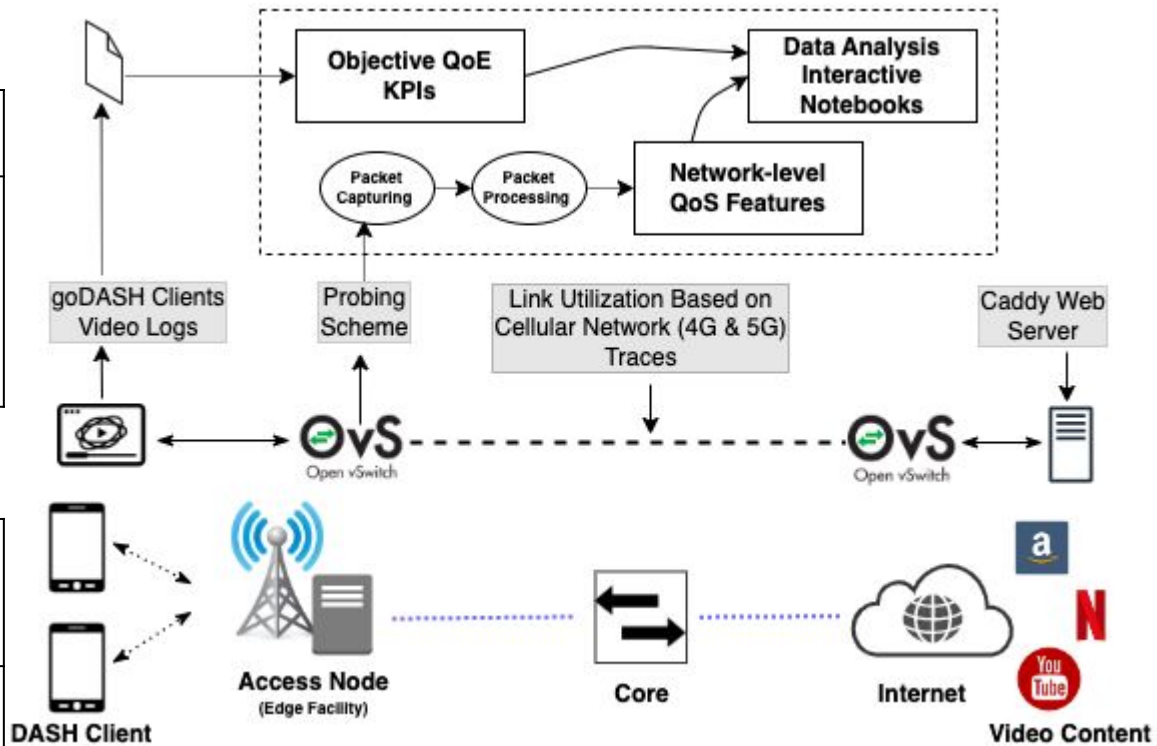 Objective QoE
KPIs
Data Analysis
Interactive
Notebooks
Packet
Capturing
Packet
Processing
Network-level
QoS Features
goDASH Clients
Video Logs
Probing
Scheme
Link Utilization Based on
Cellular Network (4G & 5G)
Traces
Caddy Web
Server
OvS
Open vSwitch
OvS
Open vSwitch
a
N
You
Tube
Access Node
(Edge Facility)
Core
Internet
DASH Client
Video Content